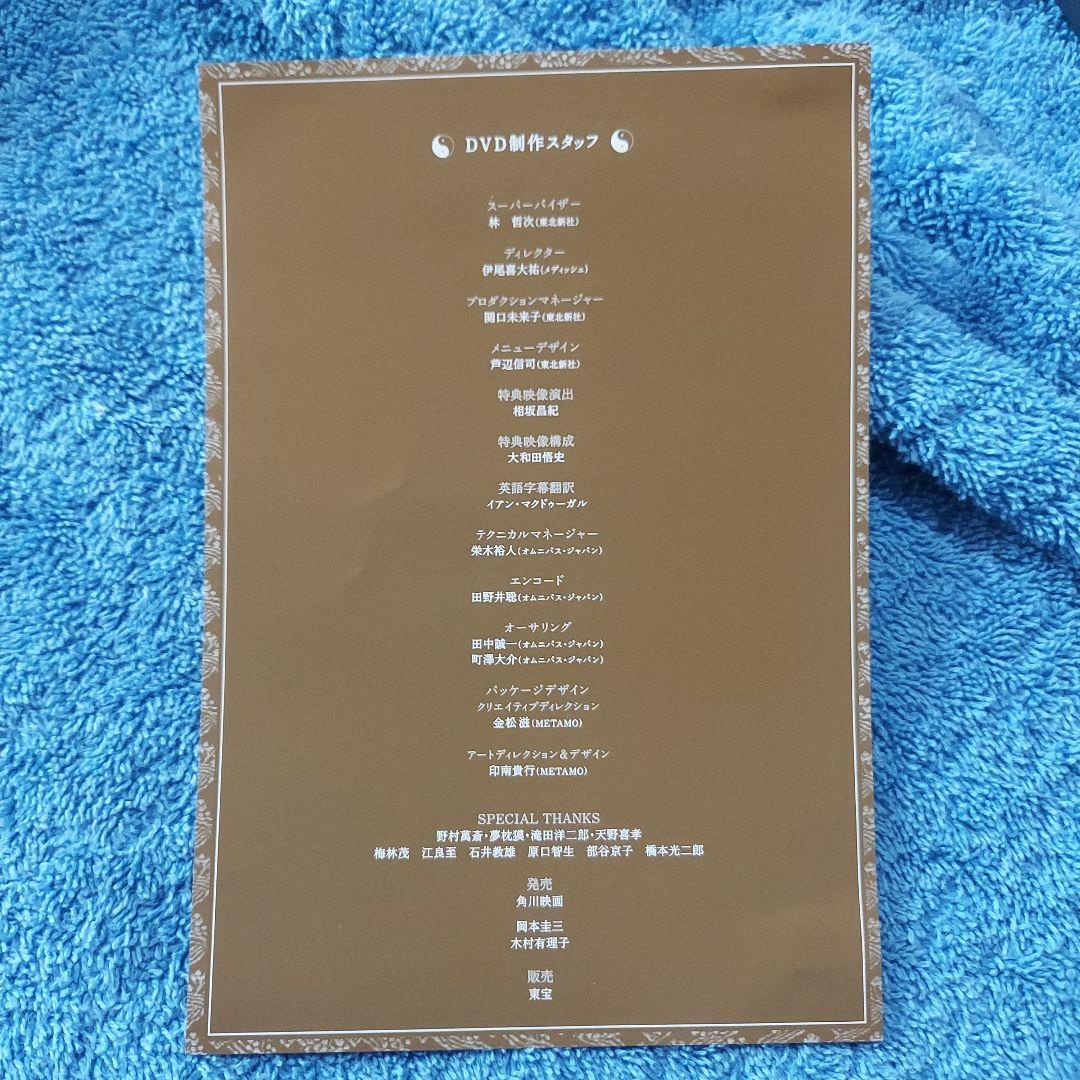 DVD制作スタッフ
スーパーバイザー
林 哲次(東北新社)
ディレクター
伊尾喜大祐(メディッシュ)
プロダクションマネージャー
関口未来子(東北新社)
メニューデザイン
芦辺信司(東北新社)
特典映像演出
相坂昌紀
特典映像構成
大和田悟史
英語字幕翻訳
イアン・マクドゥーガル
テクニカルマネージャー
栄木裕人(オムニバス・ジャパン)
エンコード
田野井聡(オムニバス・ジャパン)
オーサリング
田中誠一(オムニバス・ジャパン)
町澤大介(オムニバス・ジャパン)
パッケージデザイン
クリエイティブディレクション
金松滋(METAMO)
アートディレクション&デザイン
印南貴行(METAMO)
SPECIAL THANKS
野村萬斎・夢枕獏・滝田洋二郎・天野喜孝
梅林茂 江良至 石井教雄 原口智生 部谷京子 橋本光二郎
発売
角川映画
岡本圭三
木村有理子
販売
東宝